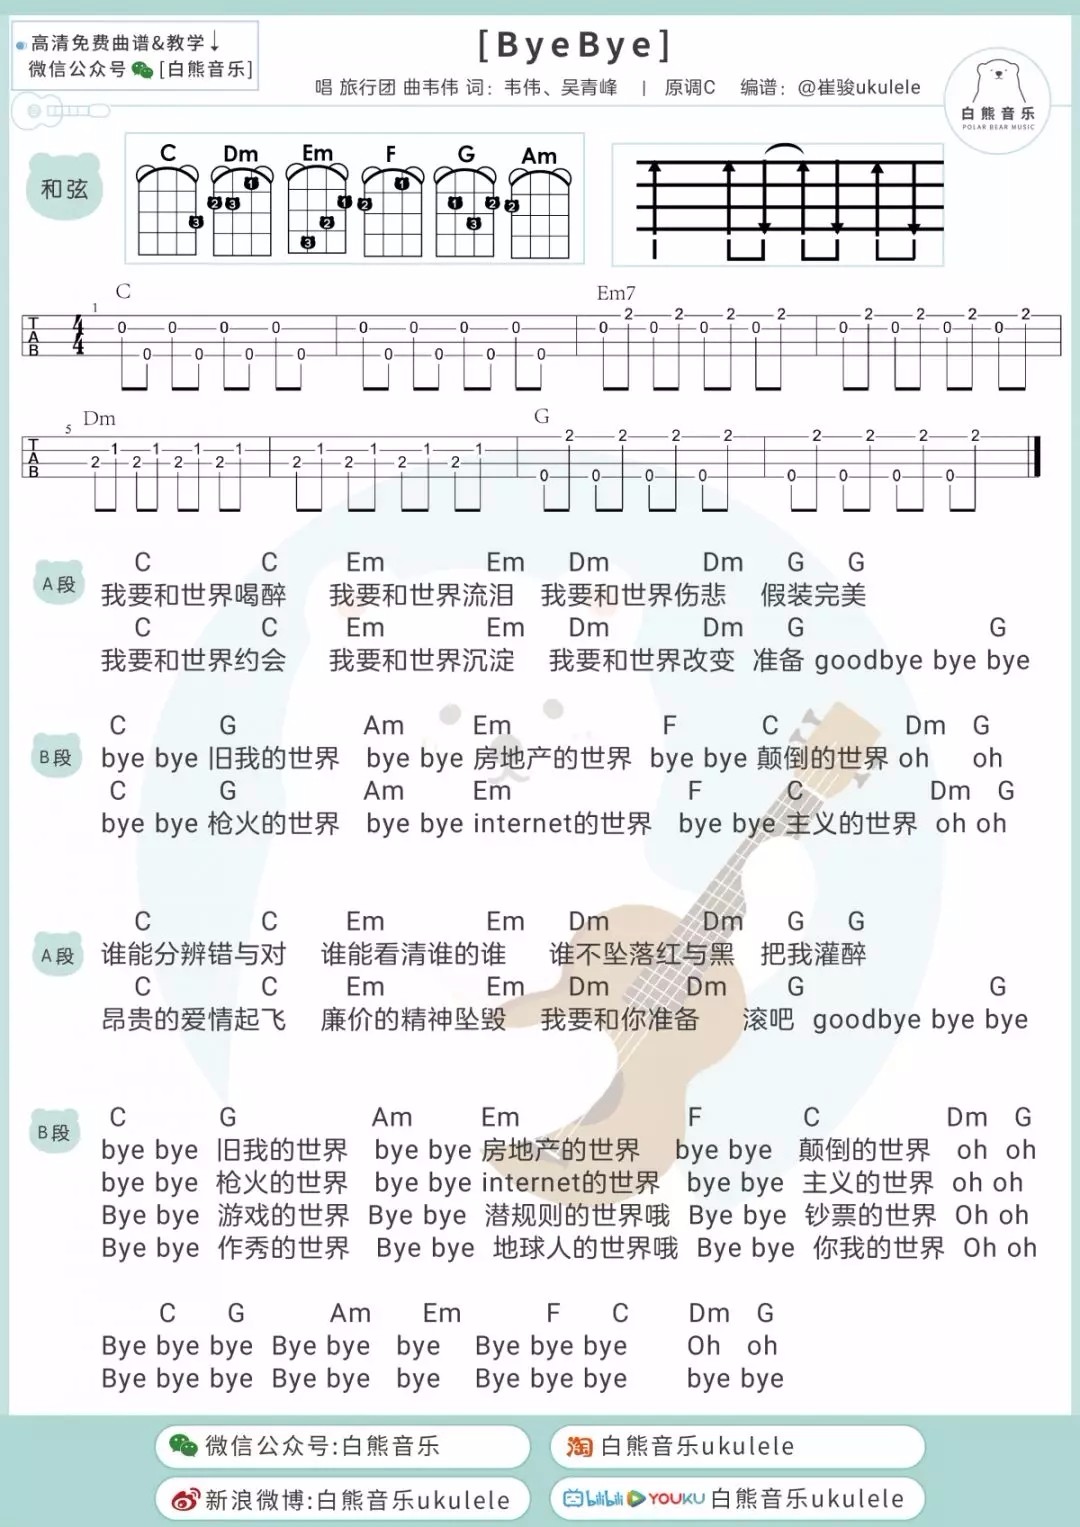 高清免费曲谱&教学↓
微信公众号 [白熊音乐]
[ByeBye]
唱 旅行团 曲韦伟 词：韦伟、吴青峰 | 原调C 编谱：@崔骏ukulele
白熊音乐
POLAR BEAR MUSIC
和弦
C Dm Em F G Am
3 2 3 1 1 2 3 1 2 1 2 3 2
C Em7
1
T A B 4 4 0 0 0 0 0 0 0 0 0 0 0 0 0 0 0 0 0 2 0 2 0 2 0 2 0 2 0 2 0 2 0 2
Dm G
5
T A B 2 1 2 1 2 1 2 1 2 1 2 1 2 1 2 1 0 2 0 2 0 2 0 2 0 2 0 2 0 2 0 2
A段
C C Em Em Dm Dm G G
我要和世界喝醉 我要和世界流泪 我要和世界伤悲 假装完美
C C Em Em Dm Dm G G
我要和世界约会 我要和世界沉淀 我要和世界改变 准备 goodbye bye bye
B段
C G Am Em F C Dm G
bye bye 旧我的世界 bye bye 房地产的世界 bye bye 颠倒的世界 oh oh
C G Am Em F C Dm G
bye bye 枪火的世界 bye bye internet的世界 bye bye 主义的世界 oh oh
A段
C C Em Em Dm Dm G G
谁能分辨错与对 谁能看清谁的谁 谁不坠落红与黑 把我灌醉
C C Em Em Dm Dm G G
昂贵的爱情起飞 廉价的精神坠毁 我要和你准备 滚吧 goodbye bye bye
B段
C G Am Em F C Dm G
bye bye 旧我的世界 bye bye 房地产的世界 bye bye 颠倒的世界 oh oh
bye bye 枪火的世界 bye bye internet的世界 bye bye 主义的世界 oh oh
Bye bye 游戏的世界 Bye bye 潜规则的世界哦 Bye bye 钞票的世界 Oh oh
Bye bye 作秀的世界 Bye bye 地球人的世界哦 Bye bye 你我的世界 Oh oh
C G Am Em F C Dm G
Bye bye bye Bye bye bye Bye bye bye Oh oh
Bye bye bye Bye bye bye Bye bye bye bye bye
微信公众号:白熊音乐
淘 白熊音乐ukulele
新浪微博:白熊音乐ukulele
bilibili YOUKU 白熊音乐ukulele